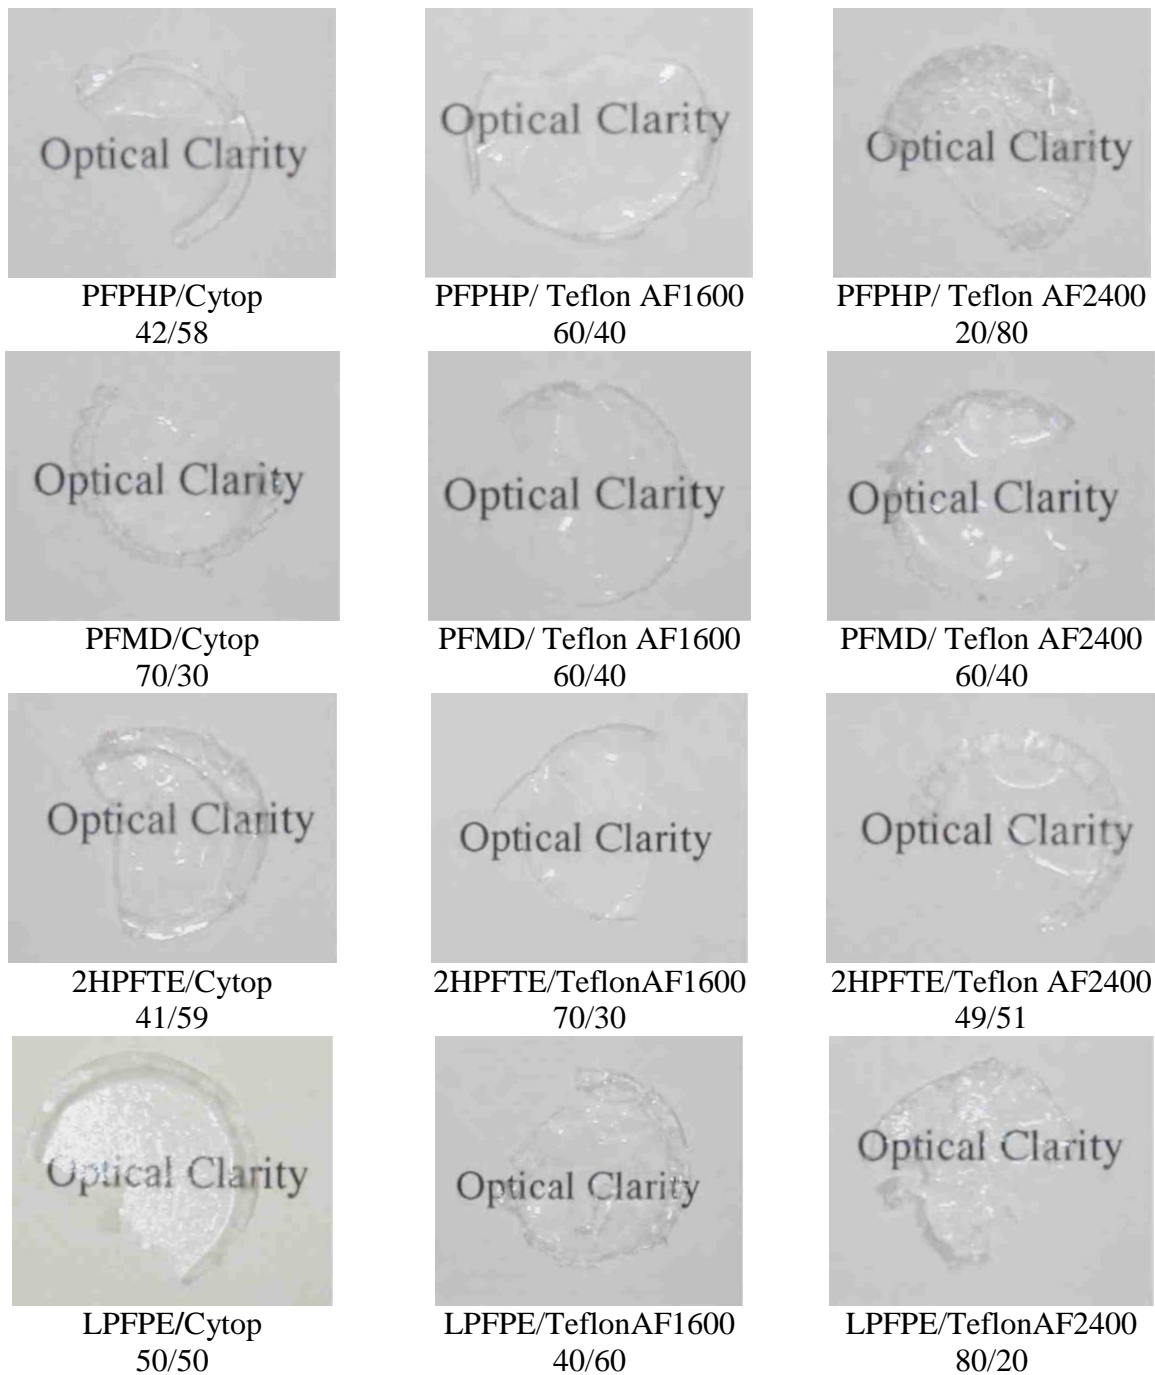 Optical Clarity
Optical Clarity
Optical Clarity
PFPHP/Cytop
42/58
PFPHP/ Teflon AF1600
60/40
PFPHP/ Teflon AF2400
20/80
Optical Clarity
Optical Clarity
Optical Clarity
PFMD/Cytop
70/30
PFMD/ Teflon AF1600
60/40
PFMD/ Teflon AF2400
60/40
Optical Clarity
Optical Clarity
Optical Clarity
2HPFTE/Cytop
41/59
2HPFTE/TeflonAF1600
70/30
2HPFTE/Teflon AF2400
49/51
Optical Clarity
Optical Clarity
Optical Clarity
LPFPE/Cytop
50/50
LPFPE/TeflonAF1600
40/60
LPFPE/TeflonAF2400
80/20